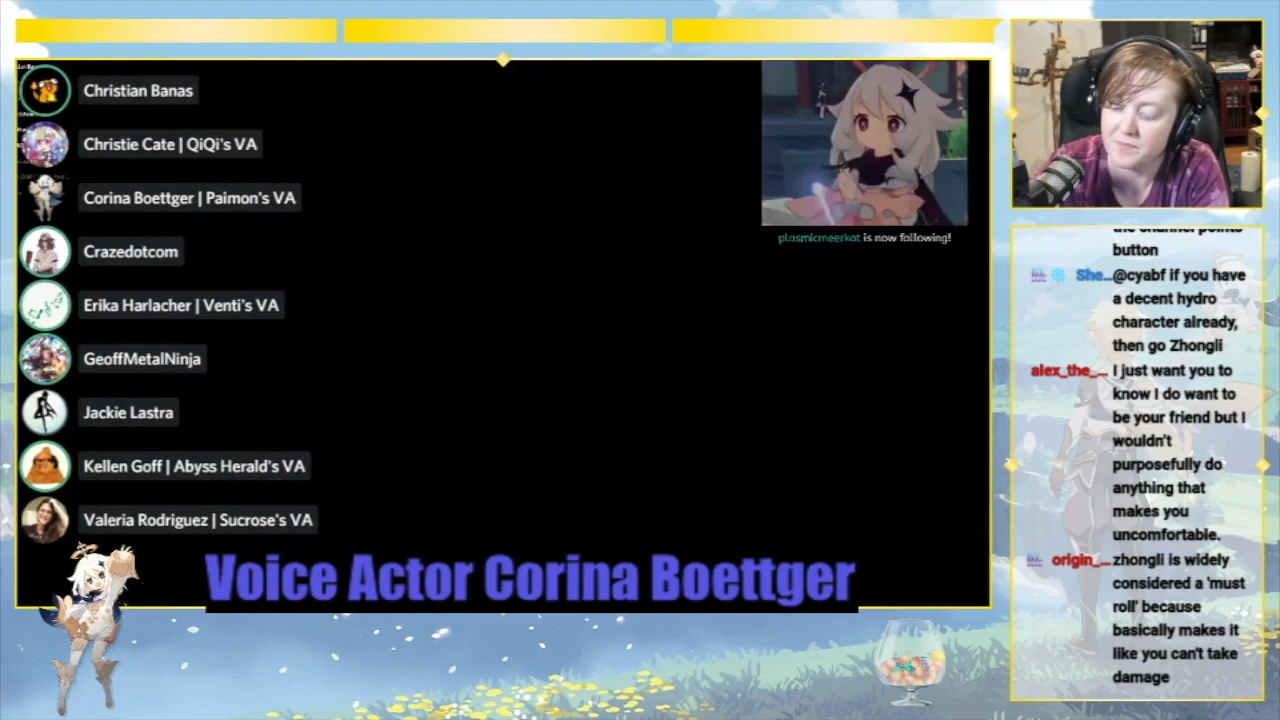 Christian Banas
Christie Cate | QiQi's VA
Corina Boettger | Paimon's VA
Crazedotcom
Erika Harlacher | Venti's VA
GeoffMetalNinja
Jackie Lastra
Kellen Goff | Abyss Herald's VA
Valeria Rodriguez | Sucrose's VA
Voice Actor Corina Boettger
plasmicmeerkat is now following!
the channel points
button
She... @cyabf if you have
a decent hydro
character already,
then go Zhongli
alex_the_... I just want you to
know I do want to
be your friend but I
wouldn't
purposefully do
anything that
makes you
uncomfortable.
origin_... zhongli is widely
considered a 'must
roll' because
basically makes it
like you can't take
damage